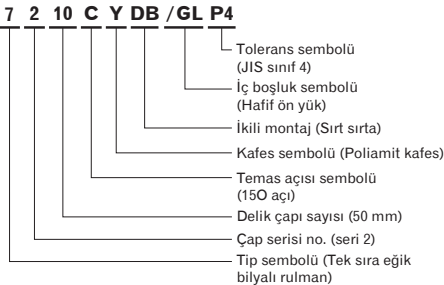 7 2 10 C Y DB /GL P4
Tolerans sembolü
(JIS sınıf 4)
İç boşluk sembolü
(Hafif ön yük)
İkili montaj (Sırt sırta)
Kafes sembolü (Poliamit kafes)
Temas açısı sembolü
(15O açı)
Delik çapı sayısı (50 mm)
Çap serisi no. (seri 2)
Tip sembolü (Tek sıra eğik
bilyalı rulman)